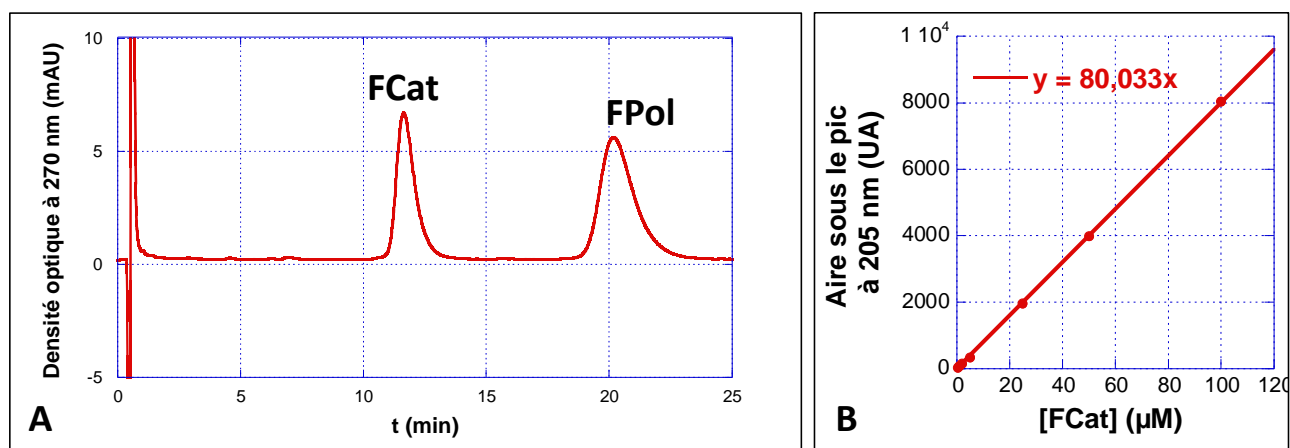 10
5
0
-5
0
5
10
15
20
25
Densité optique à 270 nm (mAU)
t (min)
FCat
FPol
A
1 10⁴
8000
6000
4000
2000
0
0
20
40
60
80
100
120
Aire sous le pic
à 205 nm (UA)
y = 80,033x
[FCat] (µM)
B